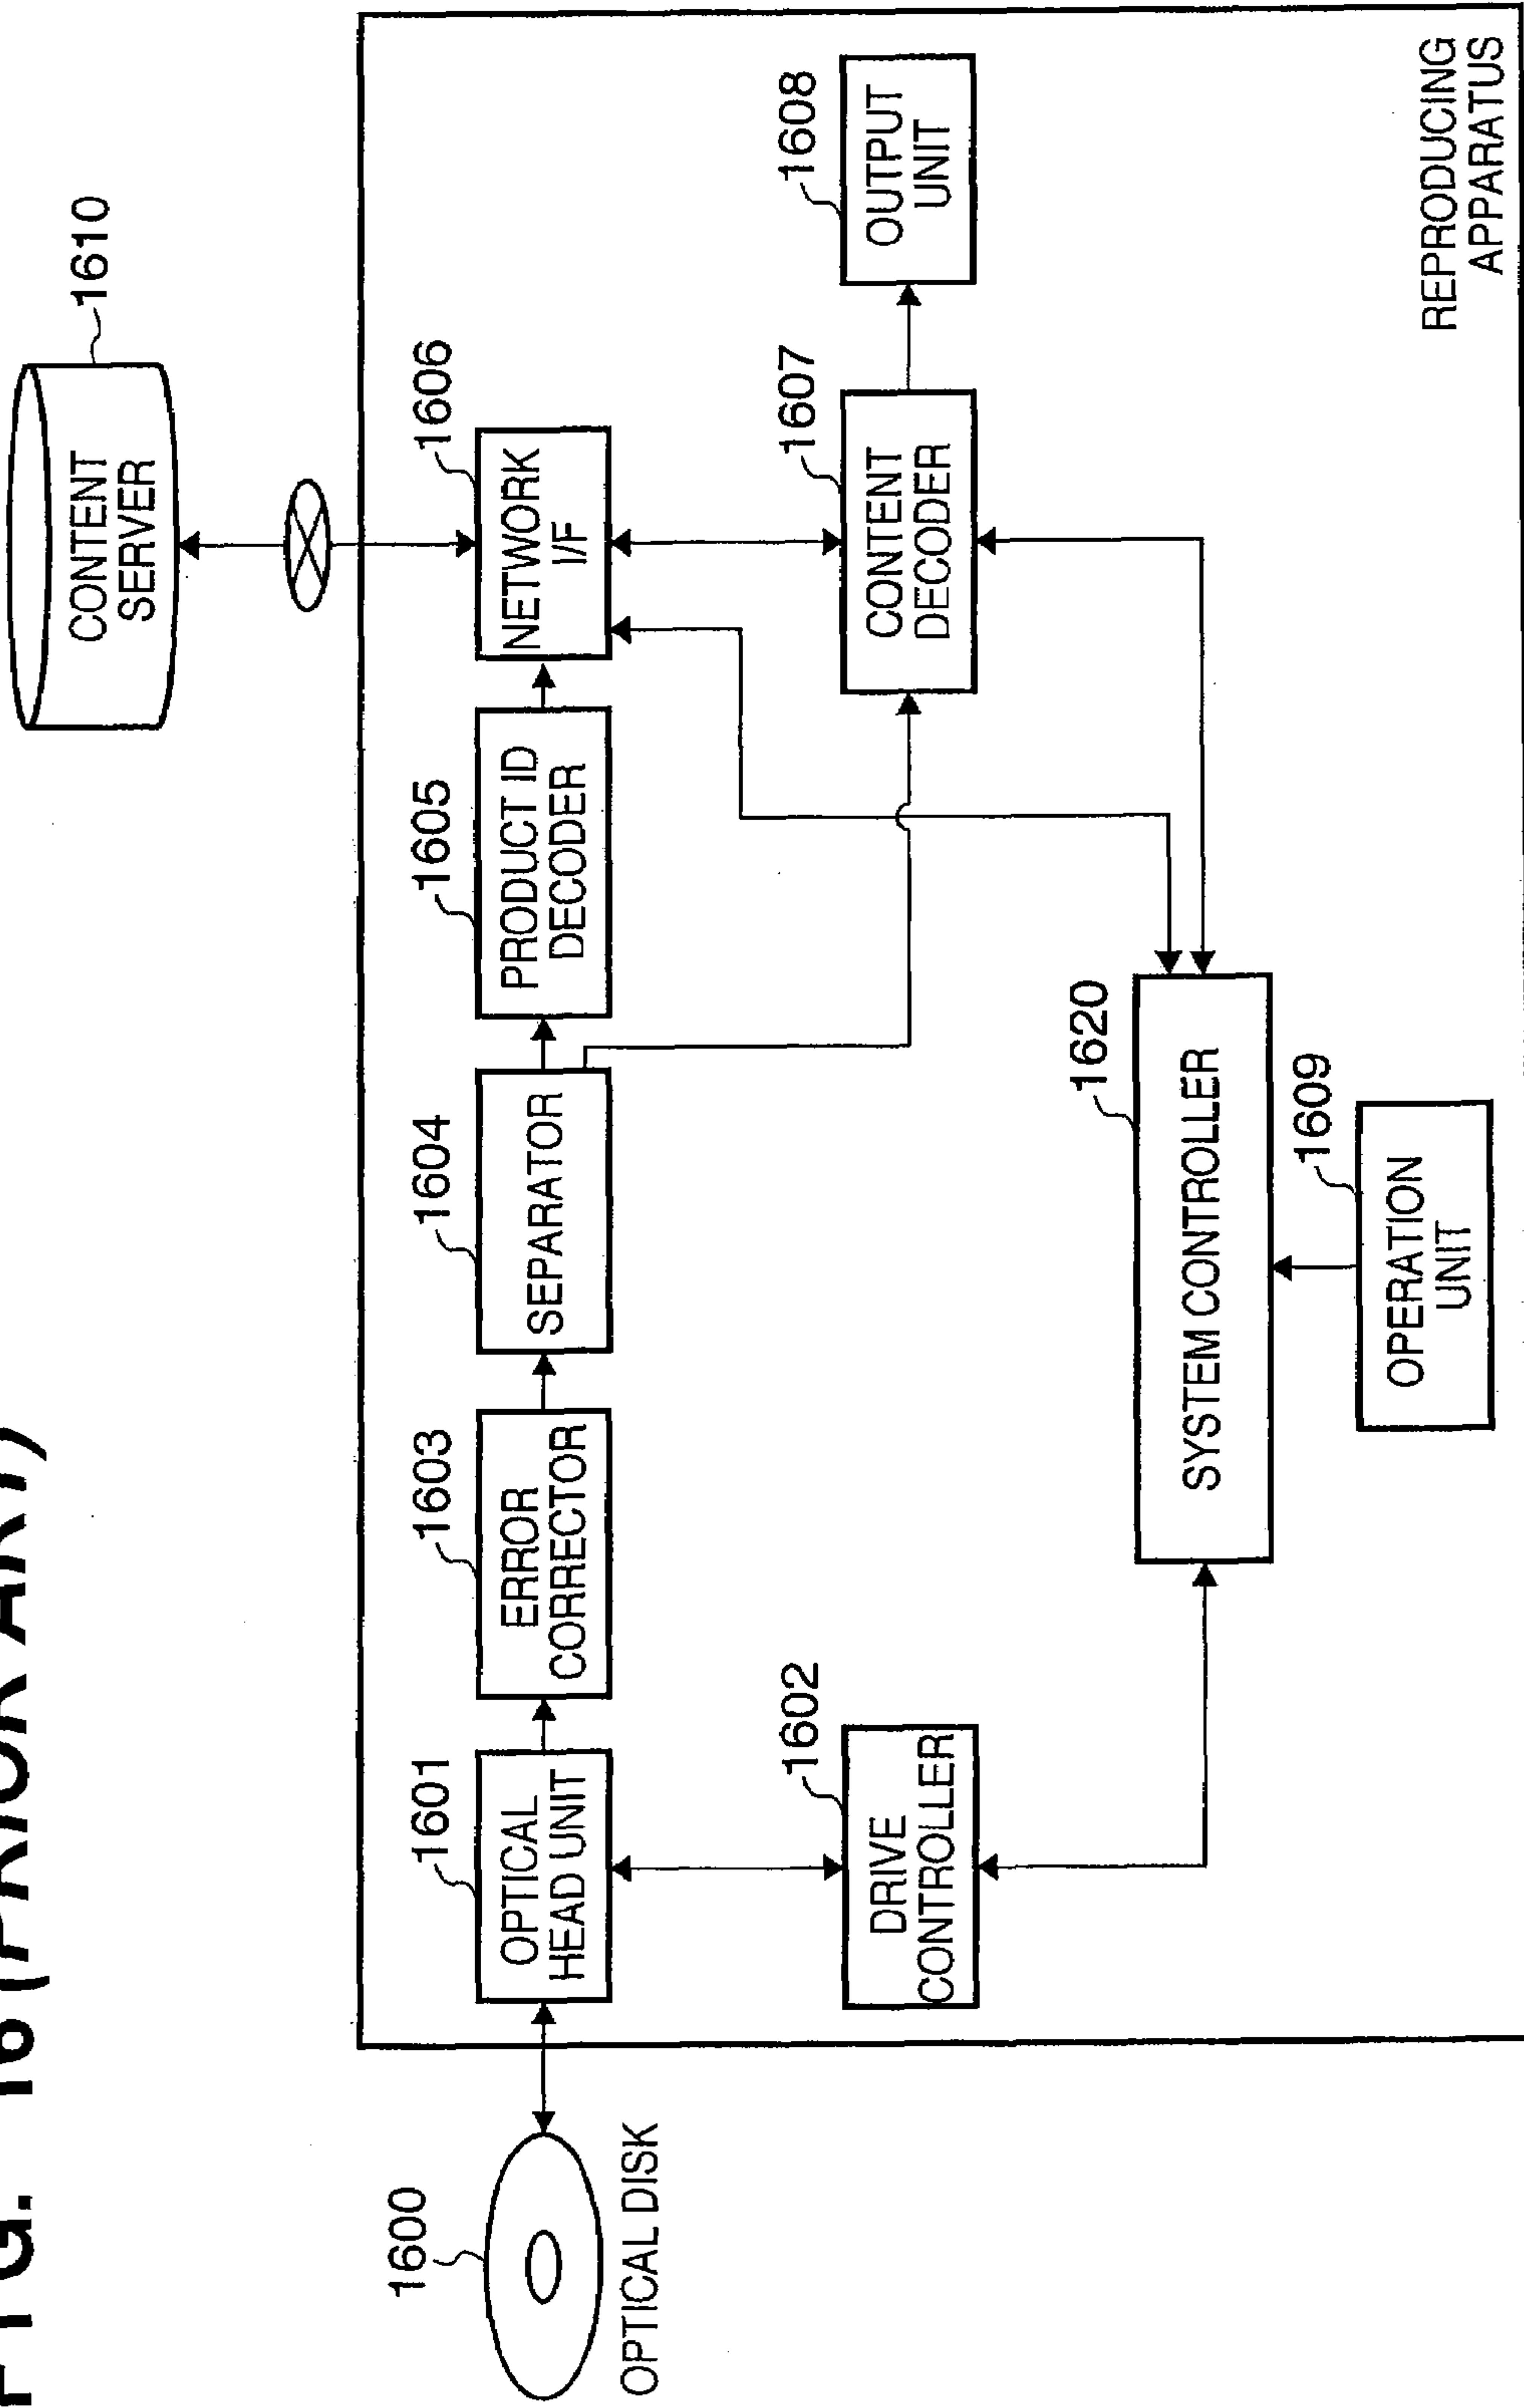 FIG. 16 (PRIOR ART)
CONTENT
SERVER
1610
1600
OPTICAL DISK
1601
OPTICAL
HEAD UNIT
1603
ERROR
CORRECTOR
1604
SEPARATOR
1605
PRODUCT ID
DECODER
1606
NETWORK
I/F
1602
DRIVE
CONTROLLER
1607
CONTENT
DECODER
1608
OUTPUT
UNIT
1620
SYSTEM CONTROLLER
1609
OPERATION
UNIT
REPRODUCING
APPARATUS